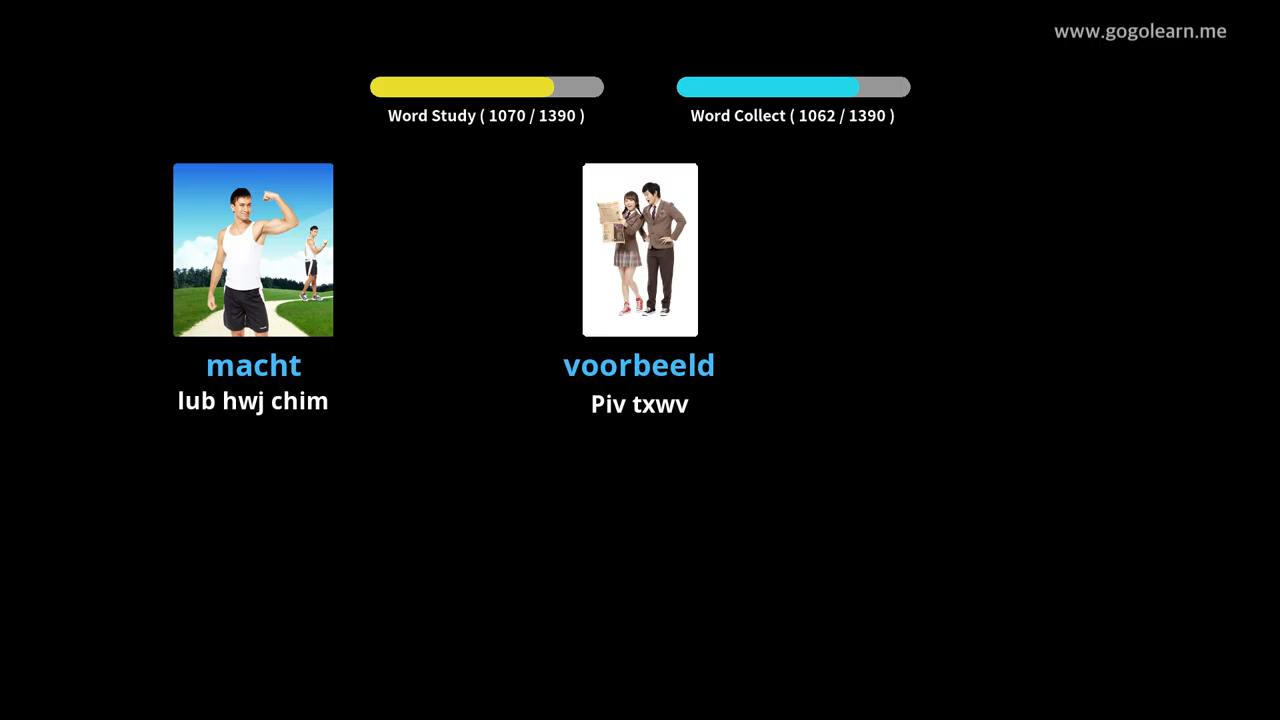 www.gogolearn.me
Word Study ( 1070 / 1390 )
Word Collect ( 1062 / 1390 )
macht
lub hwj chim
voorbeeld
Piv txwv